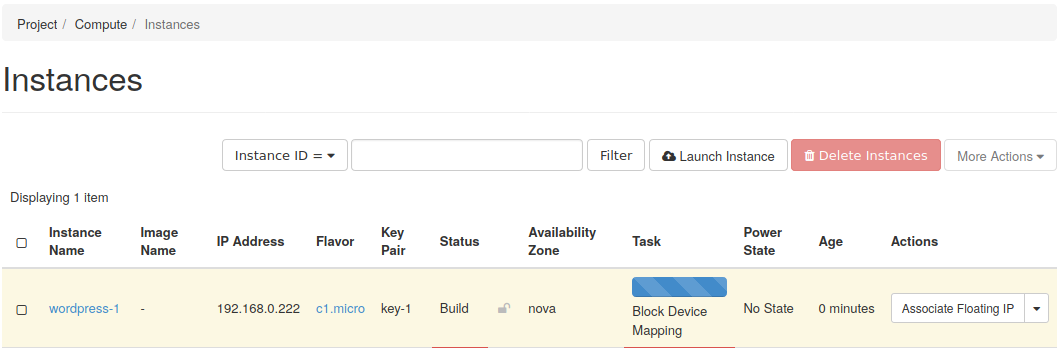 Project / Compute / Instances
Instances
Instance ID = Filter Launch Instance Delete Instances More Actions
Displaying 1 item
Instance Name Image Name IP Address Flavor Key Pair Status Availability Zone Task Power State Age Actions
wordpress-1 - 192.168.0.222 c1.micro key-1 Build nova Block Device Mapping No State 0 minutes Associate Floating IP